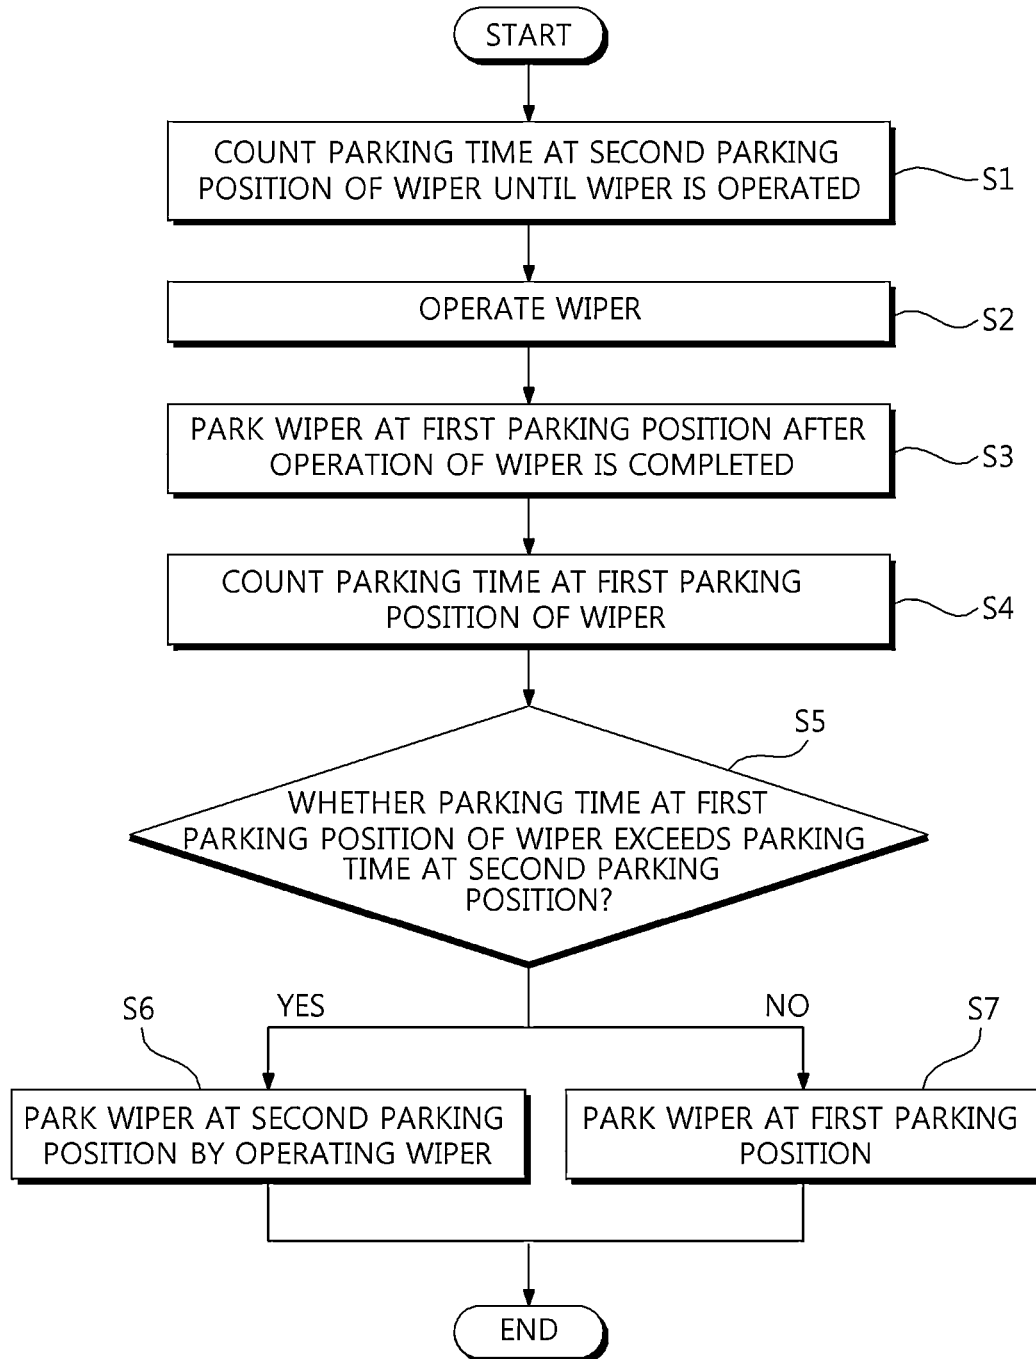 START
COUNT PARKING TIME AT SECOND PARKING
POSITION OF WIPER UNTIL WIPER IS OPERATED
S1
OPERATE WIPER
S2
PARK WIPER AT FIRST PARKING POSITION AFTER
OPERATION OF WIPER IS COMPLETED
S3
COUNT PARKING TIME AT FIRST PARKING
POSITION OF WIPER
S4
S5
WHETHER PARKING TIME AT FIRST
PARKING POSITION OF WIPER EXCEEDS PARKING
TIME AT SECOND PARKING
POSITION?
YES
NO
S6
PARK WIPER AT SECOND PARKING
POSITION BY OPERATING WIPER
S7
PARK WIPER AT FIRST PARKING
POSITION
END